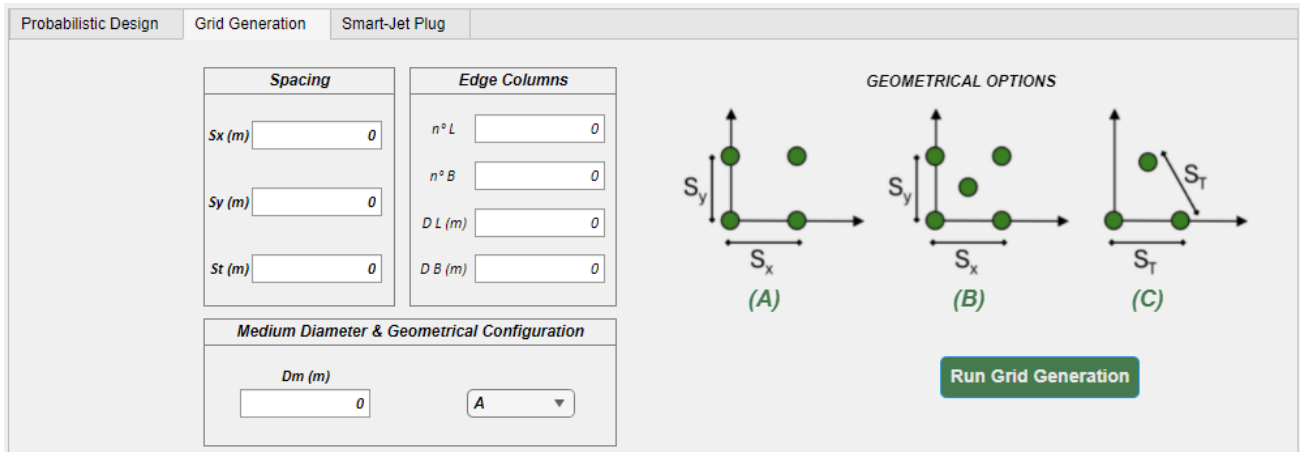 Probabilistic Design
Grid Generation
Smart-Jet Plug
Spacing
Sx (m) 0
Sy (m) 0
St (m) 0
Edge Columns
n° L 0
n° B 0
D L (m) 0
D B (m) 0
Medium Diameter & Geometrical Configuration
Dm (m)
0
A
GEOMETRICAL OPTIONS
Sy
Sx
(A)
Sy
Sx
(B)
ST
ST
(C)
Run Grid Generation